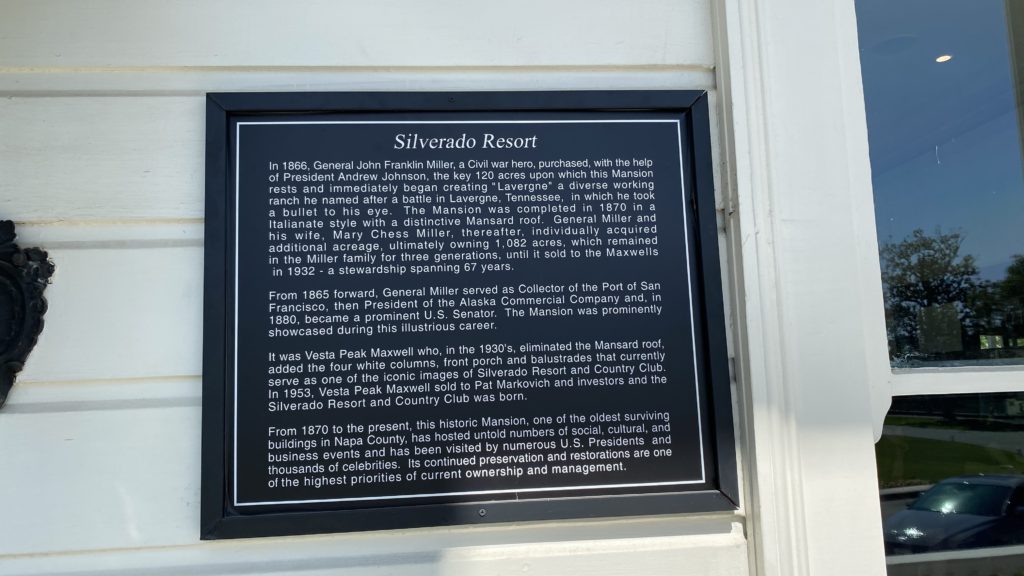 Silverado Resort
In 1866, General John Franklin Miller, a Civil war hero, purchased, with the help
of President Andrew Johnson, the key 120 acres upon which this Mansion
rests and immediately began creating "Lavergne" a diverse working
ranch he named after a battle in Lavergne, Tennessee, in which he took
a bullet to his eye. The Mansion was completed in 1870 in a
Italianate style with a distinctive Mansard roof. General Miller and
his wife, Mary Chess Miller, thereafter, individually acquired
additional acreage, ultimately owning 1,082 acres, which remained
in the Miller family for three generations, until it sold to the Maxwells
in 1932 - a stewardship spanning 67 years.
From 1865 forward, General Miller served as Collector of the Port of San
Francisco, then President of the Alaska Commercial Company and, in
1880, became a prominent U.S. Senator. The Mansion was prominently
showcased during this illustrious career.
It was Vesta Peak Maxwell who, in the 1930's, eliminated the Mansard roof,
added the four white columns, front porch and balustrades that currently
serve as one of the iconic images of Silverado Resort and Country Club.
In 1953, Vesta Peak Maxwell sold to Pat Markovich and investors and the
Silverado Resort and Country Club was born.
From 1870 to the present, this historic Mansion, one of the oldest surviving
buildings in Napa County, has hosted untold numbers of social, cultural, and
business events and has been visited by numerous U.S. Presidents and
thousands of celebrities. Its continued preservation and restorations are one
of the highest priorities of current ownership and management.